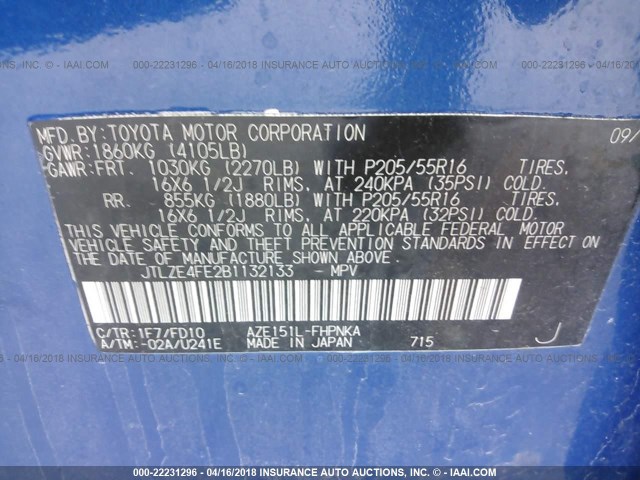 000-22231296 - 04/16/2018 INSURANCE AUTO AUCTIONS, INC. - © IAAI.COM
MFD.BY:TOYOTA MOTOR CORPORATION 09/
GVWR:1860KG (4105LB)
GAWR:FRT. 1030KG (2270LB) WITH P205/55R16 TIRES,
16X6 1/2J RIMS, AT 240KPA (35PSI) COLD.
RR. 855KG (1880LB) WITH P205/55R16 TIRES,
16X6 1/2J RIMS, AT 220KPA (32PSI) COLD.
THIS VEHICLE CONFORMS TO ALL APPLICABLE FEDERAL MOTOR
VEHICLE SAFETY AND THEFT PREVENTION STANDARDS IN EFFECT ON
THE DATE OF MANUFACTURE SHOWN ABOVE.
JTLZE4FE2B1132133 - MPV
C/TR:1F7/FD10 AZE151L-FHPNKA
A/TM:-02A/U241E MADE IN JAPAN 715 J
000-22231296 - 04/16/2018 INSURANCE AUTO AUCTIONS, INC. - © IAAI.COM